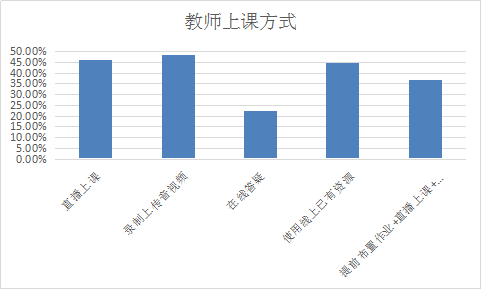 教师上课方式
50.00%
45.00%
40.00%
35.00%
30.00%
25.00%
20.00%
15.00%
10.00%
5.00%
0.00%
直播上课
录制上传音视频
在线答疑
使用线上已有资源
提前布置作业+直播上课+...